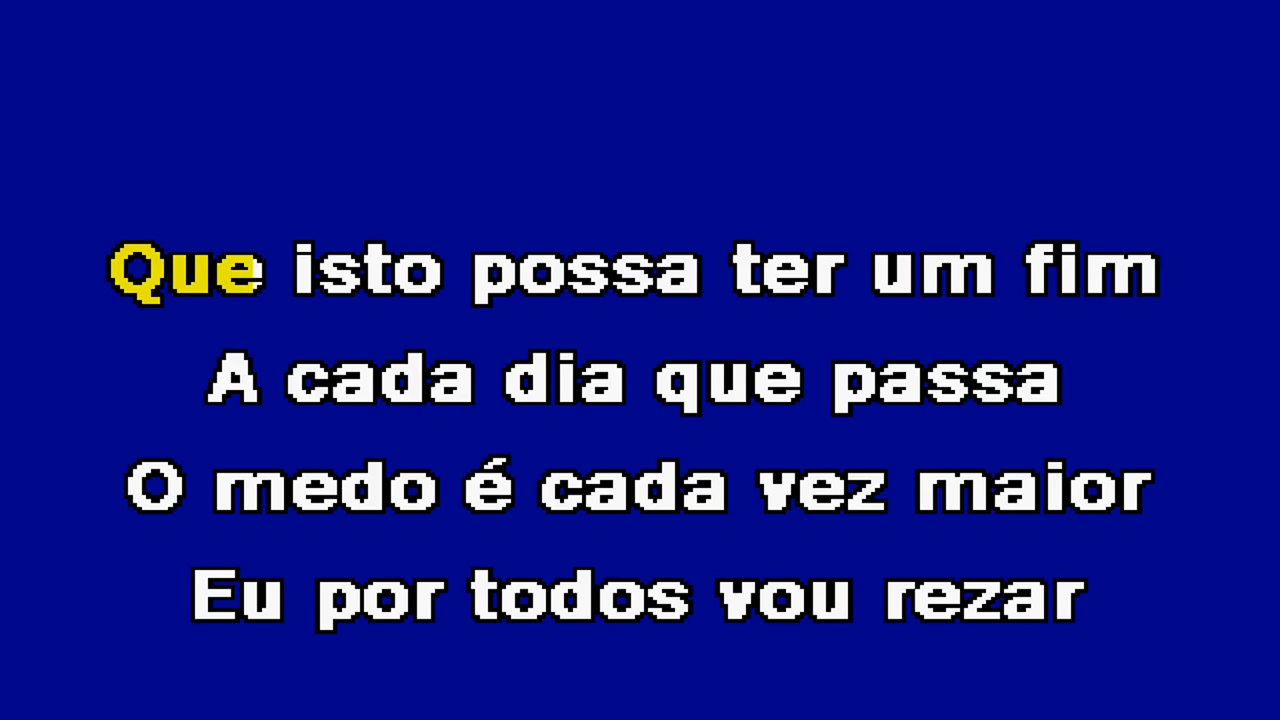 Que isto possa ter um fim
A cada dia que passa
O medo é cada vez maior
Eu por todos vou rezar